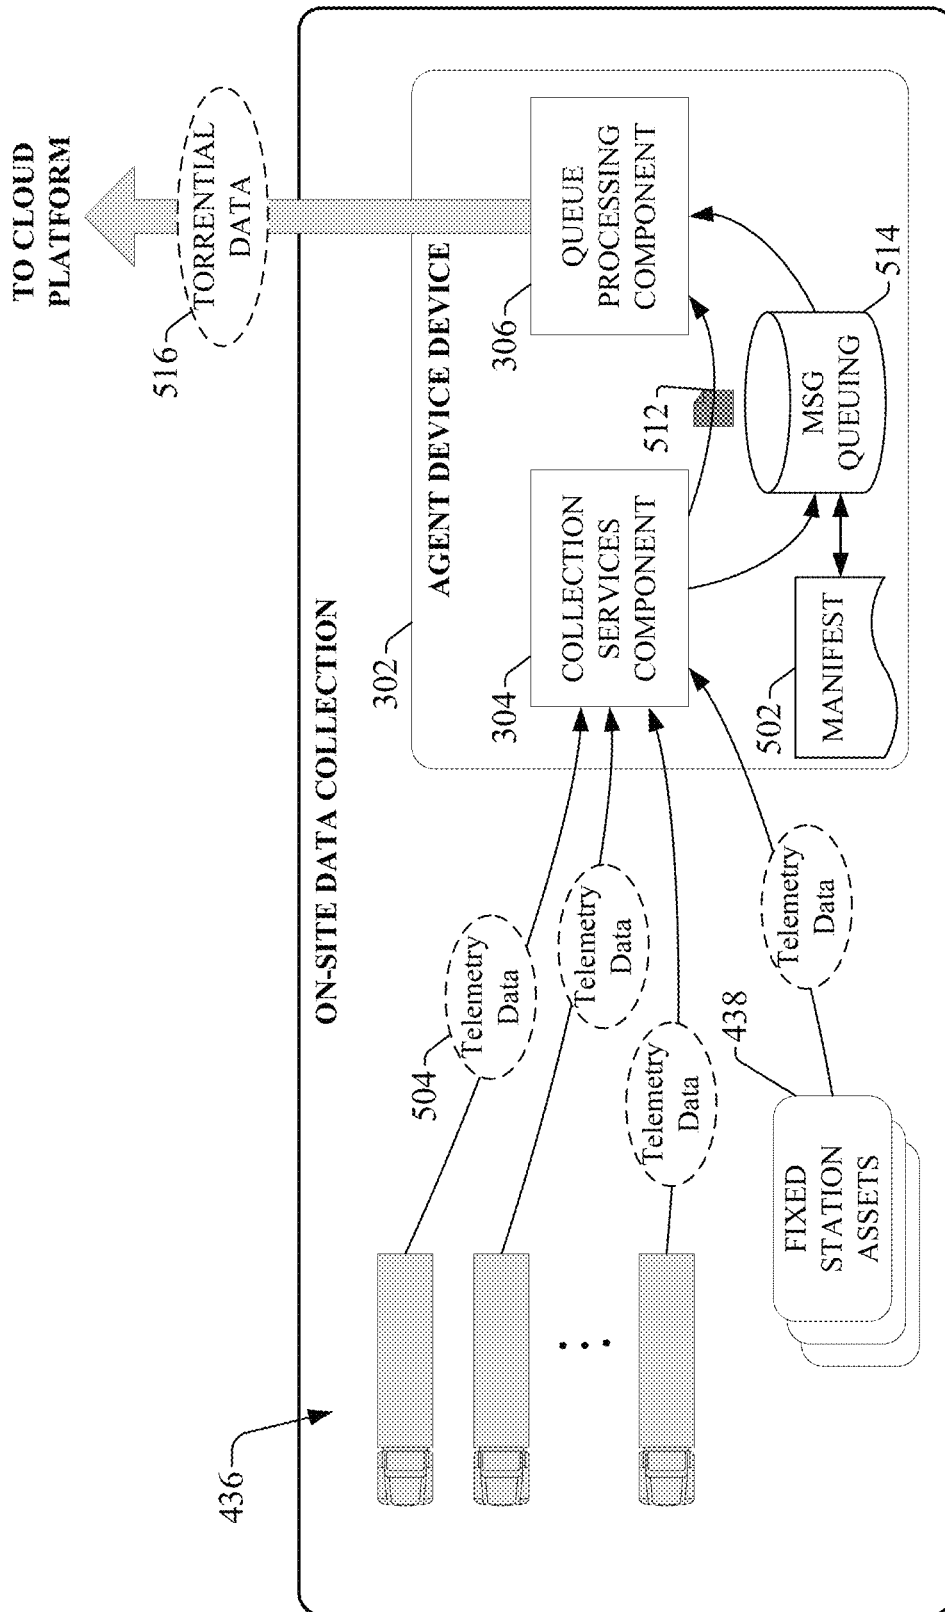 TO CLOUD
PLATFORM
TORRENTIAL
DATA
516
ON-SITE DATA COLLECTION
302
AGENT DEVICE DEVICE
436
504
Telemetry
Data
Telemetry
Data
Telemetry
Data
Telemetry
Data
438
FIXED
STATION
ASSETS
304
COLLECTION
SERVICES
COMPONENT
306
QUEUE
PROCESSING
COMPONENT
512
502
MANIFEST
MSG
QUEUING
514